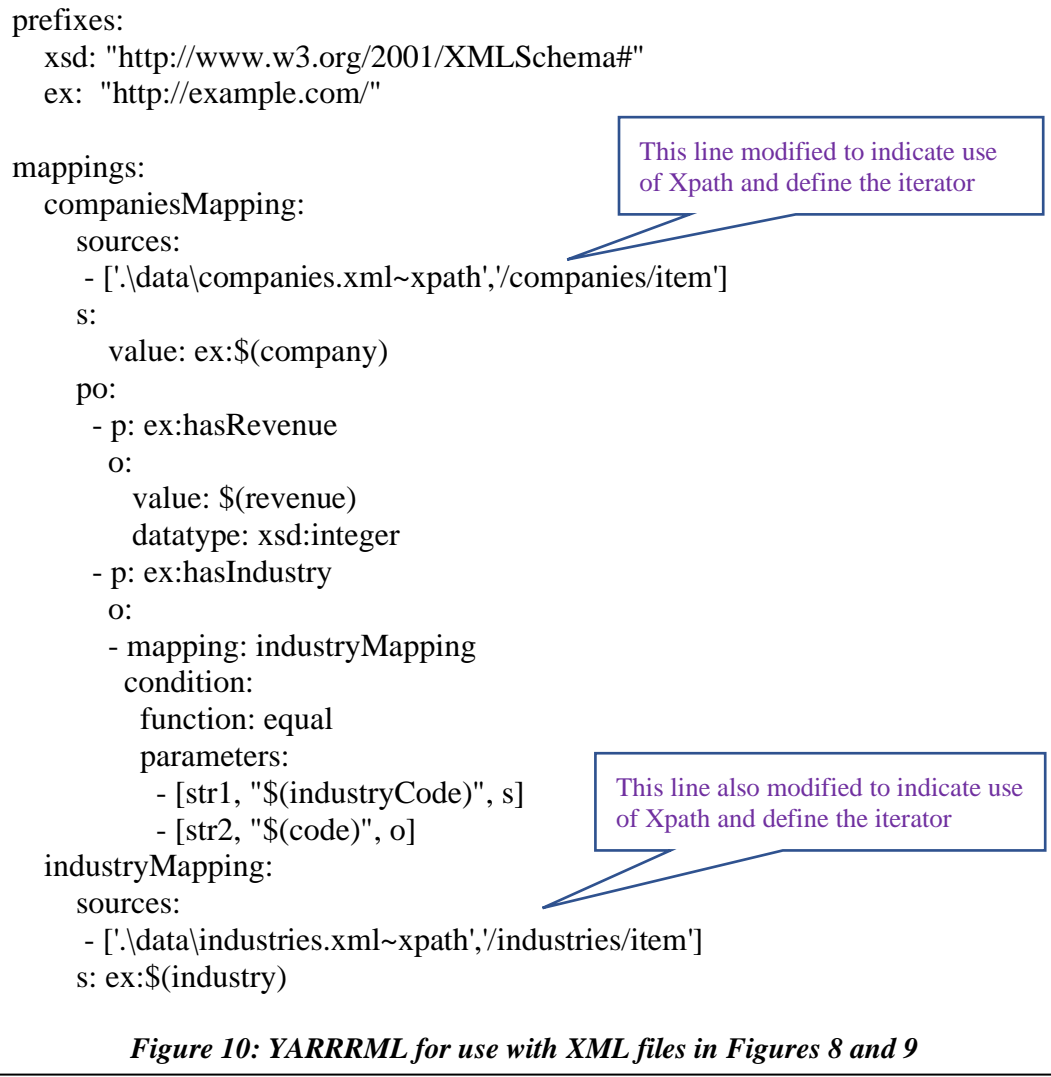 prefixes:
xsd: "http://www.w3.org/2001/XMLSchema#"
ex:  "http://example.com/"
mappings:
This line modified to indicate use
of Xpath and define the iterator
companiesMapping:
sources:
- ['.\data\companies.xml~xpath','/companies/item']
s:
value: ex:$(company)
po:
- p: ex:hasRevenue
o:
value: $(revenue)
datatype: xsd:integer
- p: ex:hasIndustry
o:
- mapping: industryMapping
condition:
function: equal
parameters:
- [str1, "$(industryCode)", s]
- [str2, "$(code)", o]
This line also modified to indicate use
of Xpath and define the iterator
industryMapping:
sources:
- ['.\data\industries.xml~xpath','/industries/item']
s: ex:$(industry)
Figure 10: YARRRML for use with XML files in Figures 8 and 9